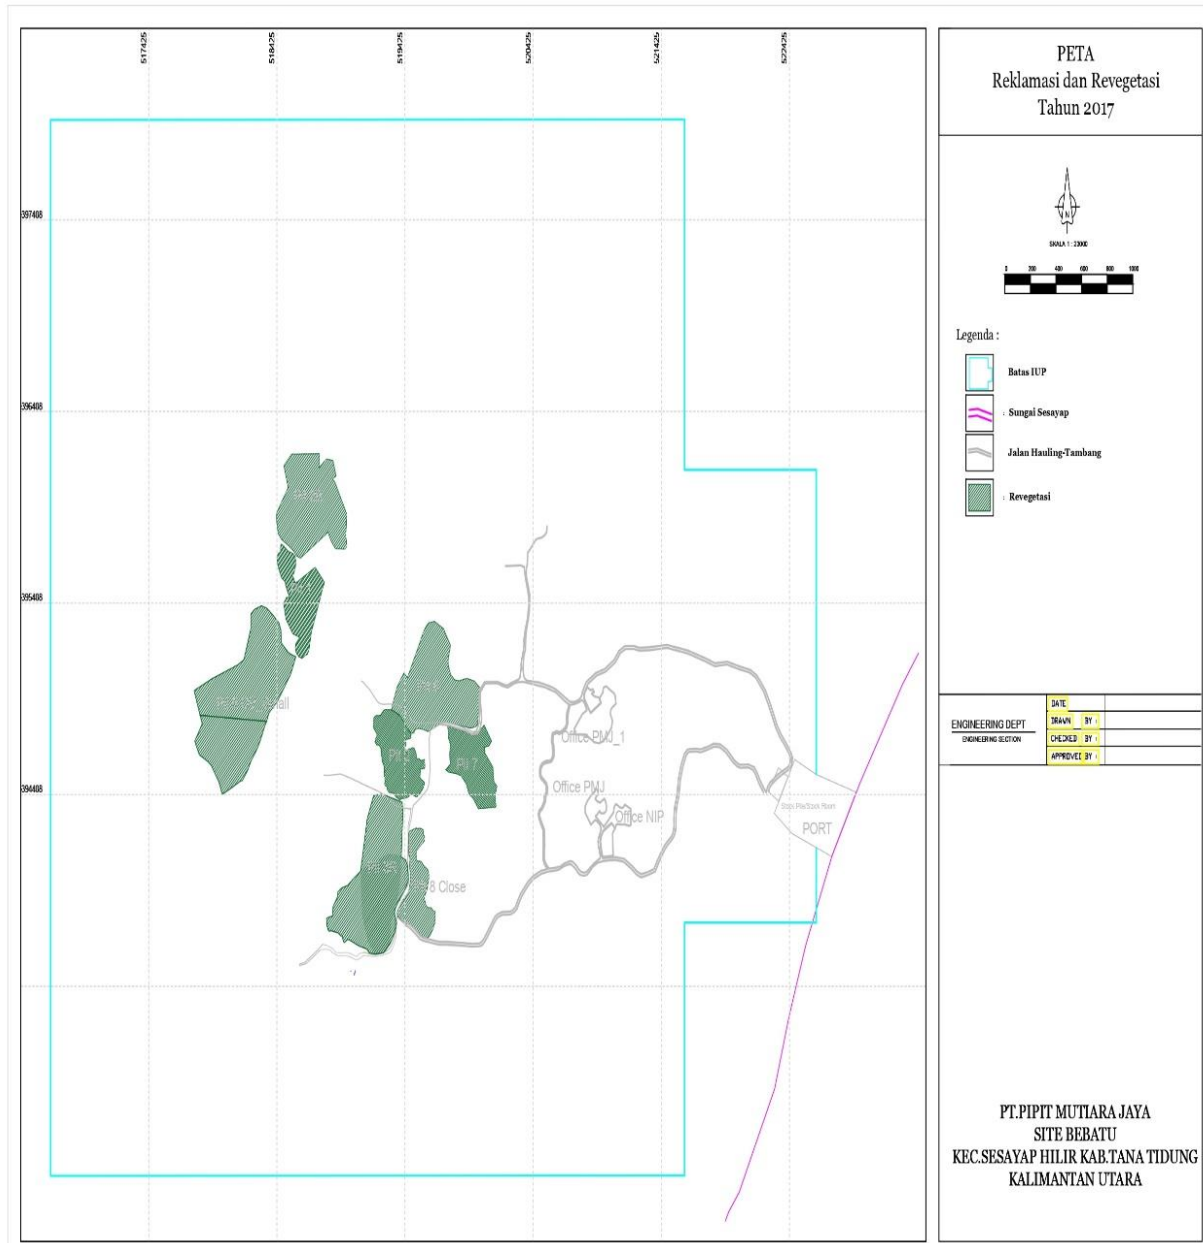 517425
518425
519425
520425
521425
522425
397408
396408
395408
394408
Pit 7
Office PMJ_1
Office PMJ
Office NIP
8 Close
PORT
PETA
Reklamasi dan Revegetasi
Tahun 2017
N
SKALA 1 : 20000
0 200 400 600 800 1000
Legenda :
Batas IUP
: Sungai Sesayap
Jalan Hauling-Tambang
: Revegetasi
ENGINEERING DEPT
ENGINEERING SECTION
DATE
DRAWN BY :
CHECKED BY :
APPROVED BY :
PT.PIPIT MUTIARA JAYA
SITE BEBATU
KEC.SESAYAP HILIR KAB.TANA TIDUNG
KALIMANTAN UTARA